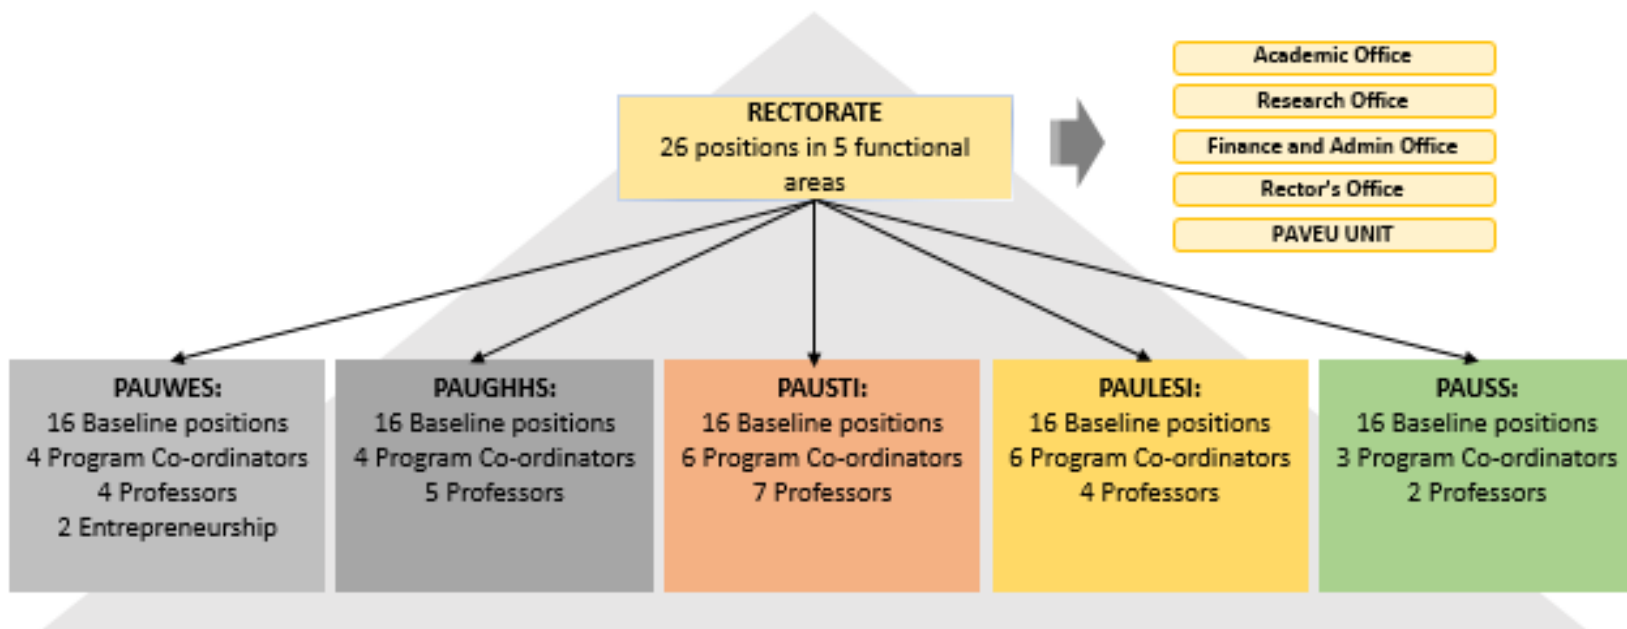 RECTORATE
26 positions in 5 functional
areas
Academic Office
Research Office
Finance and Admin Office
Rector's Office
PAVEU UNIT
PAUWES:
16 Baseline positions
4 Program Co-ordinators
4 Professors
2 Entrepreneurship
PAUGHHS:
16 Baseline positions
4 Program Co-ordinators
5 Professors
PAUSTI:
16 Baseline positions
6 Program Co-ordinators
7 Professors
PAULESI:
16 Baseline positions
6 Program Co-ordinators
4 Professors
PAUSS:
16 Baseline positions
3 Program Co-ordinators
2 Professors